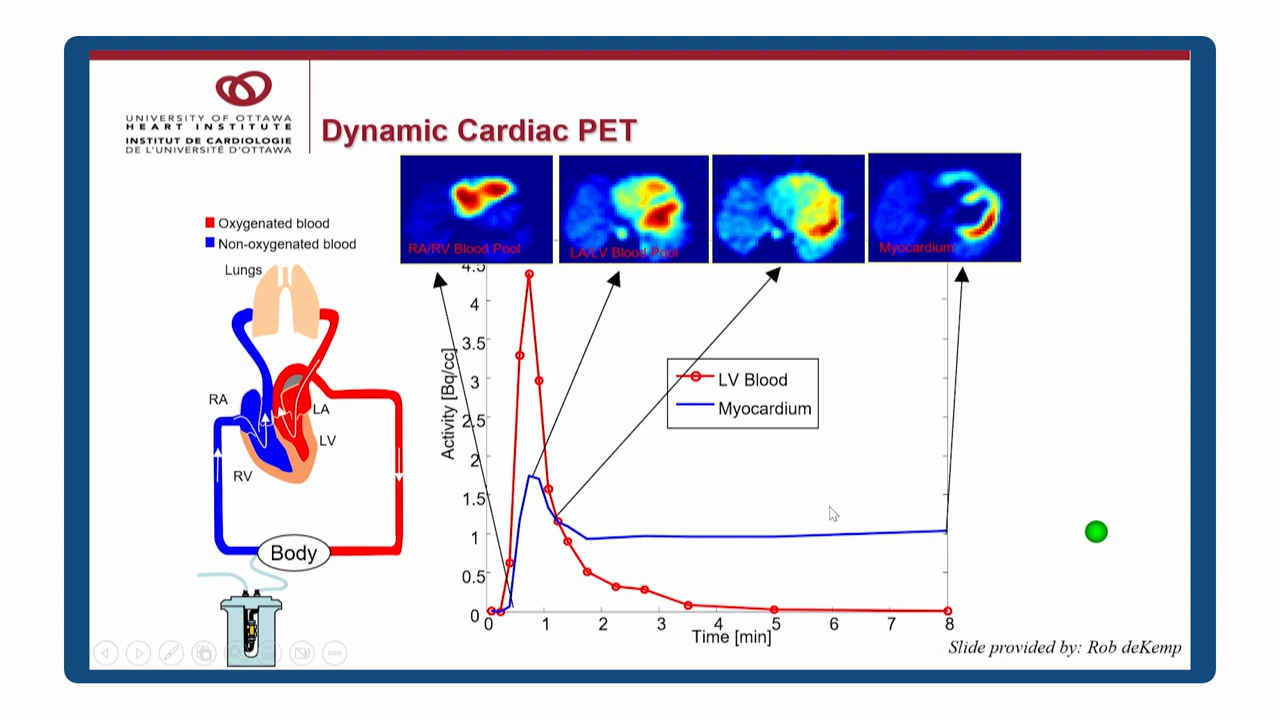 UNIVERSITY OF OTTAWA
HEART INSTITUTE
INSTITUT DE CARDIOLOGIE
DE L'UNIVERSITÉ D'OTTAWA
Dynamic Cardiac PET
Oxygenated blood
Non-oxygenated blood
Lungs
RA
LA
LV
RV
Body
RA/RV Blood Pool
LA/LV Blood Pool
Myocardium
4.5
4
3.5
3
2.5
2
1.5
1
0.5
0
Activity [Bq/cc]
LV Blood
Myocardium
0 1 2 3 4 5 6 7 8
Time [min]
Slide provided by: Rob deKemp